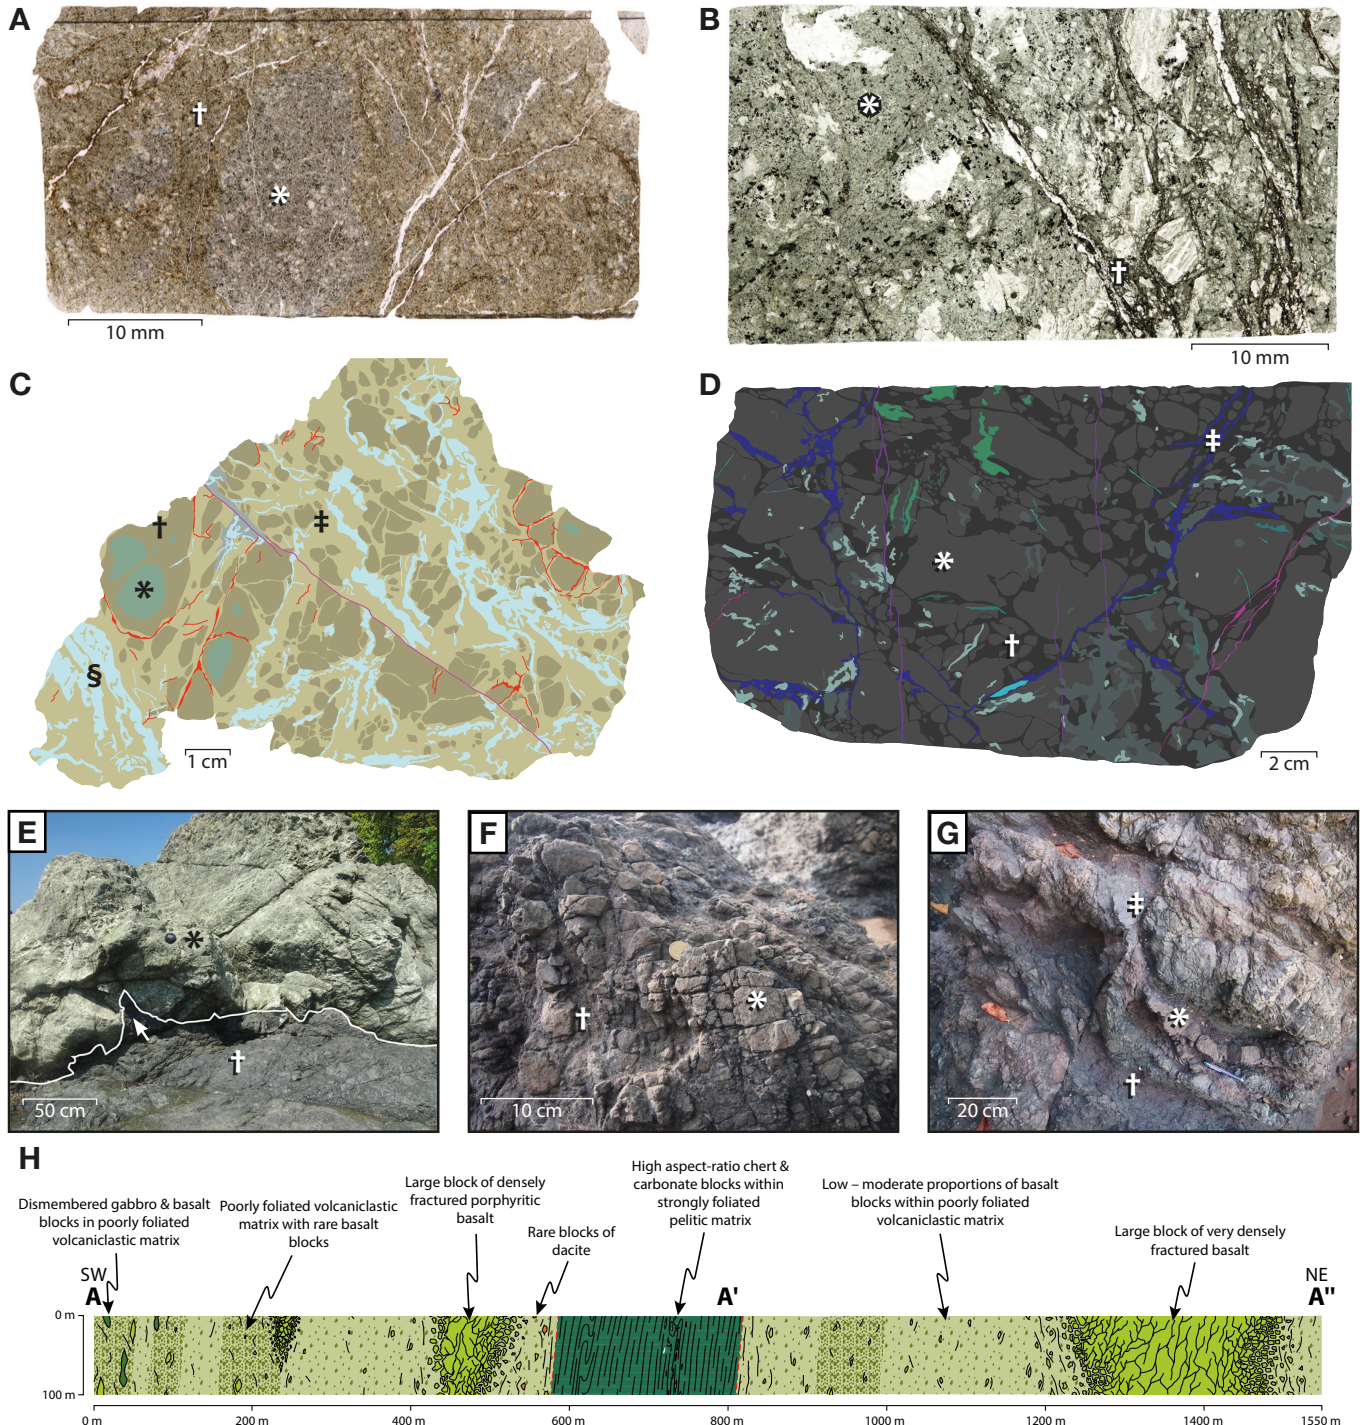 A
†
*
10 mm
B
*
†
10 mm
C
†
*
‡
§
1 cm
D
‡
*
†
2 cm
E
*
†
50 cm
F
*
†
10 cm
G
‡
*
†
20 cm
H
Dismembered gabbro & basalt
blocks in poorly foliated
volcaniclastic matrix
Poorly foliated volcaniclastic
matrix with rare basalt
blocks
Large block of densely
fractured porphyritic
basalt
Rare blocks of
dacite
High aspect-ratio chert &
carbonate blocks within
strongly foliated
pelitic matrix
Low – moderate proportions of basalt
blocks within poorly foliated
volcaniclastic matrix
Large block of very densely
fractured basalt
SW
A
A'
NE
A"
0 m
100 m
0 m
200 m
400 m
600 m
800 m
1000 m
1200 m
1400 m
1550 m